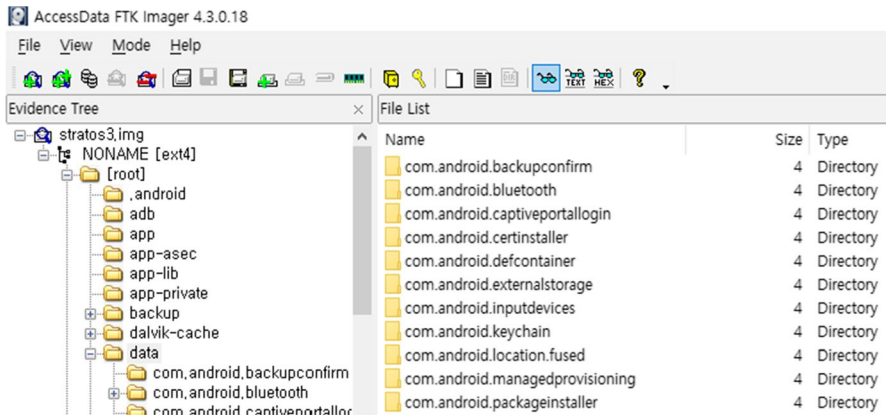 AccessData FTK Imager 4.3.0.18
File View Mode Help
Evidence Tree
stratos3.img
NONAME [ext4]
[root]
.android
adb
app
app-asec
app-lib
app-private
backup
dalvik-cache
data
com.android.backupconfirm
com.android.bluetooth
com.android.captiveportalloc
File List
Name Size Type
com.android.backupconfirm 4 Directory
com.android.bluetooth 4 Directory
com.android.captiveportallogin 4 Directory
com.android.certinstaller 4 Directory
com.android.defcontainer 4 Directory
com.android.externalstorage 4 Directory
com.android.inputdevices 4 Directory
com.android.keychain 4 Directory
com.android.location.fused 4 Directory
com.android.managedprovisioning 4 Directory
com.android.packageinstaller 4 Directory